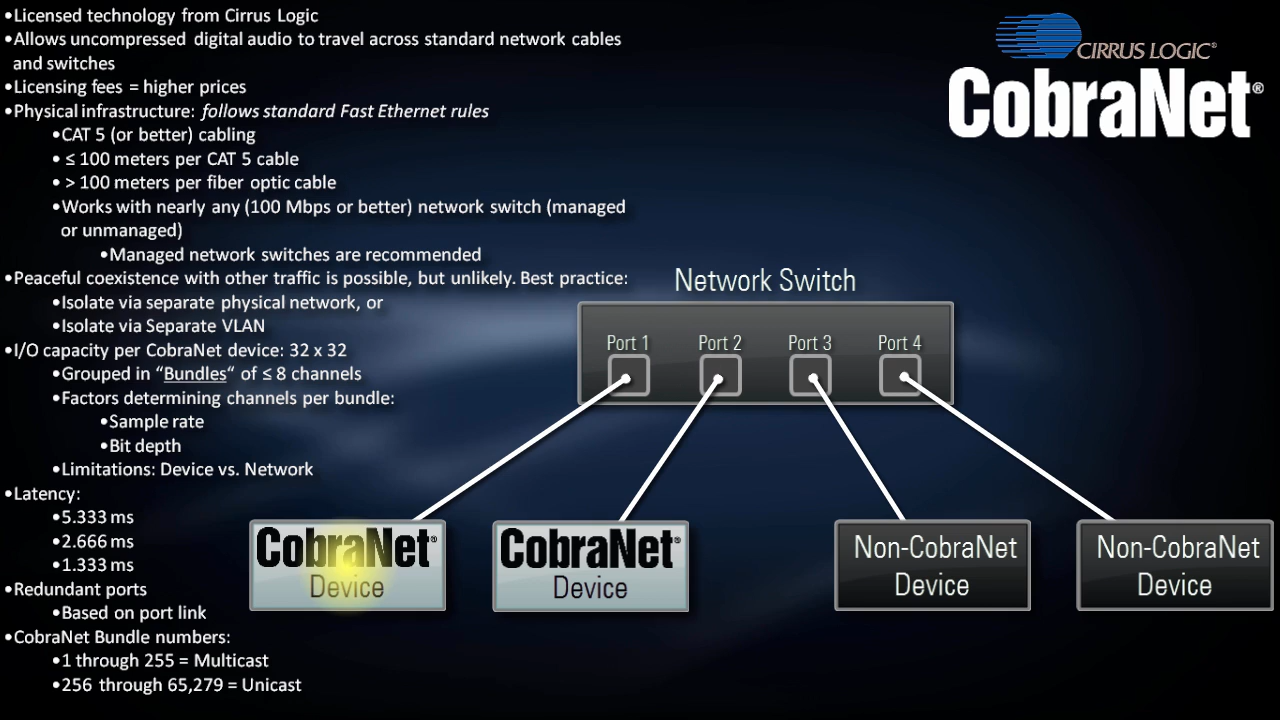 •Licensed technology from Cirrus Logic
•Allows uncompressed digital audio to travel across standard network cables
and switches
•Licensing fees = higher prices
•Physical infrastructure: follows standard Fast Ethernet rules
•CAT 5 (or better) cabling
• ≤ 100 meters per CAT 5 cable
• > 100 meters per fiber optic cable
•Works with nearly any (100 Mbps or better) network switch (managed
or unmanaged)
•Managed network switches are recommended
•Peaceful coexistence with other traffic is possible, but unlikely. Best practice:
•Isolate via separate physical network, or
•Isolate via Separate VLAN
•I/O capacity per CobraNet device: 32 x 32
•Grouped in “Bundles“ of ≤ 8 channels
•Factors determining channels per bundle:
•Sample rate
•Bit depth
•Limitations: Device vs. Network
•Latency:
•5.333 ms
•2.666 ms
•1.333 ms
•Redundant ports
•Based on port link
•CobraNet Bundle numbers:
•1 through 255 = Multicast
•256 through 65,279 = Unicast
CIRRUS LOGIC®
CobraNet®
Network Switch
Port 1 Port 2 Port 3 Port 4
CobraNet®
Device
CobraNet®
Device
Non-CobraNet
Device
Non-CobraNet
Device